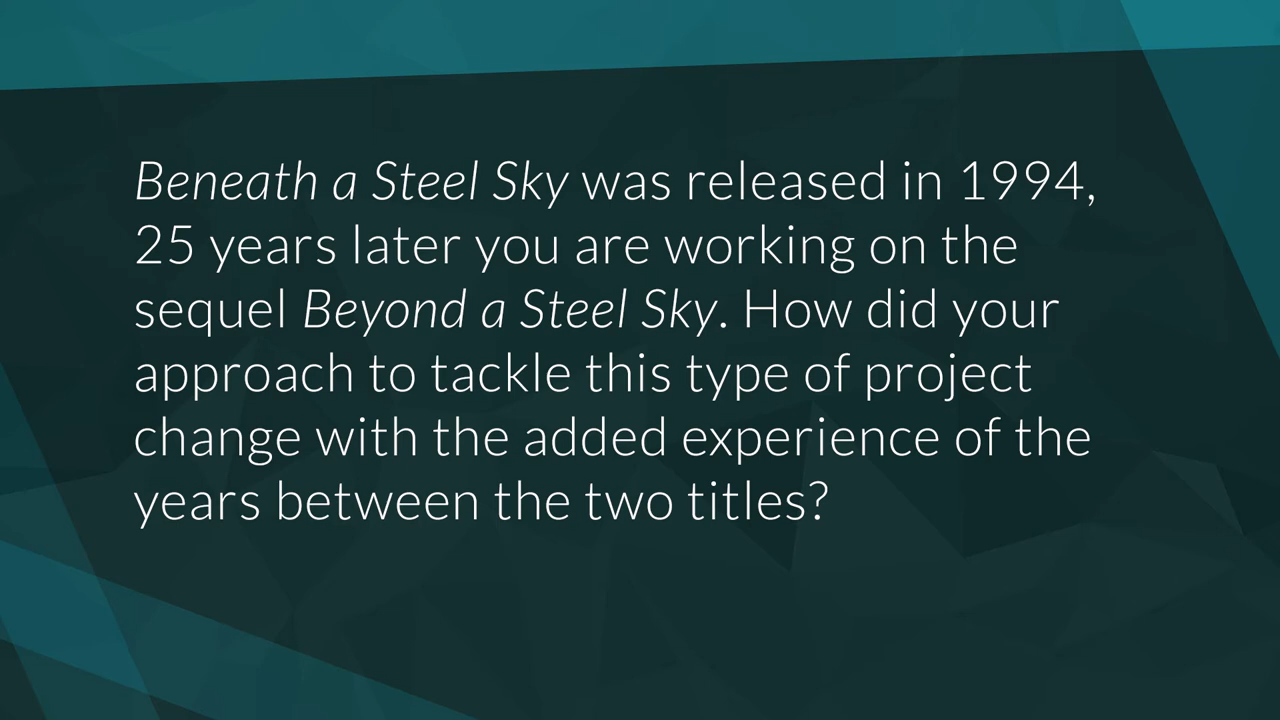 Beneath a Steel Sky was released in 1994,
25 years later you are working on the
sequel Beyond a Steel Sky. How did your
approach to tackle this type of project
change with the added experience of the
years between the two titles?